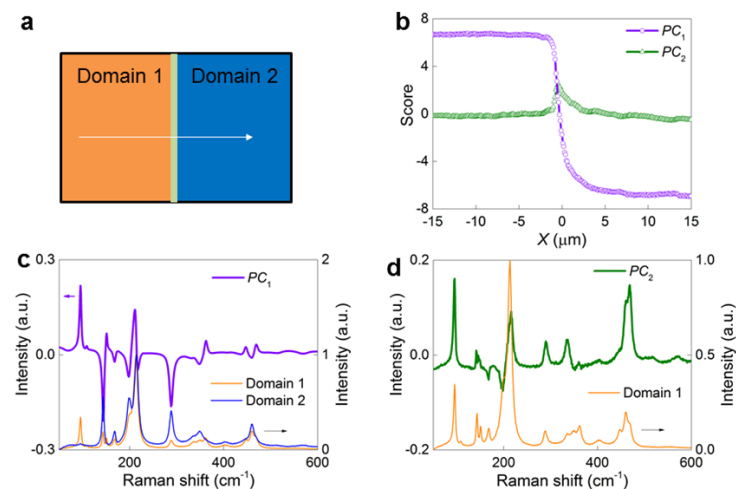 a
Domain 1 Domain 2
b
8
4
0
-4
-8
Score
PC1
PC2
-15 -10 -5 0 5 10 15
X (μm)
c
0.3
0.0
-0.3
Intensity (a.u.)
PC1
Domain 1
Domain 2
2
1
0
Intensity (a.u.)
200 400 600
Raman shift (cm-1)
d
0.2
0.0
-0.2
Intensity (a.u.)
PC2
Domain 1
1.0
0.5
0.0
Intensity (a.u.)
200 400 600
Raman shift (cm-1)